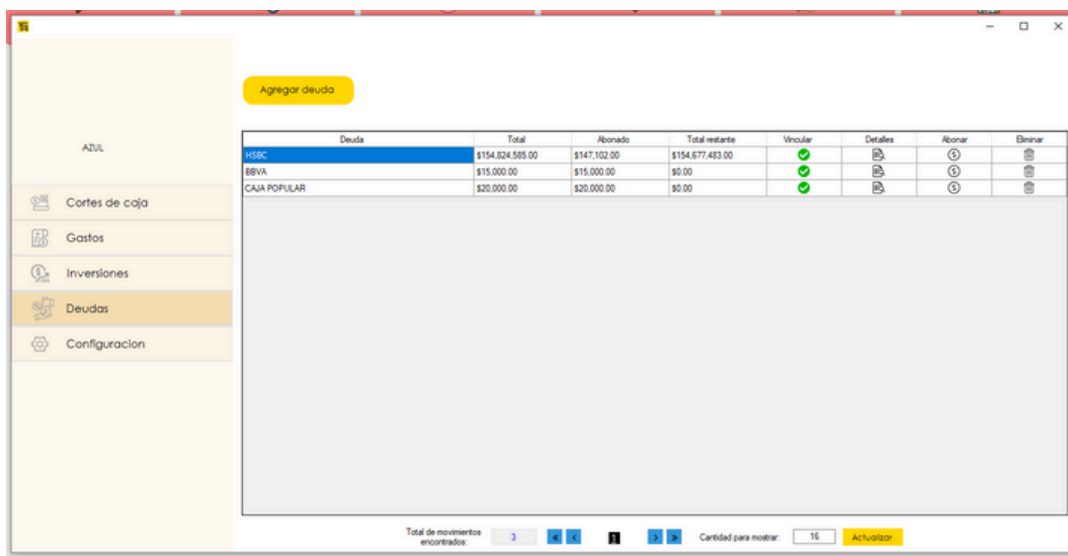 Agregar deuda
AZUL
Cortes de caja
Gastos
Inversiones
Deudas
Configuracion
Deuda Total Abonado Total restante Vincular Detalles Abonar Eliminar
HSBC $154,824,585.00 $147,102.00 $154,677,483.00
BBVA $15,000.00 $15,000.00 $0.00
CAJA POPULAR $20,000.00 $20,000.00 $0.00
Total de movimientos
encontrados: 3 « ‹ 1 › » Cantidad para mostrar: 16 Actualizar